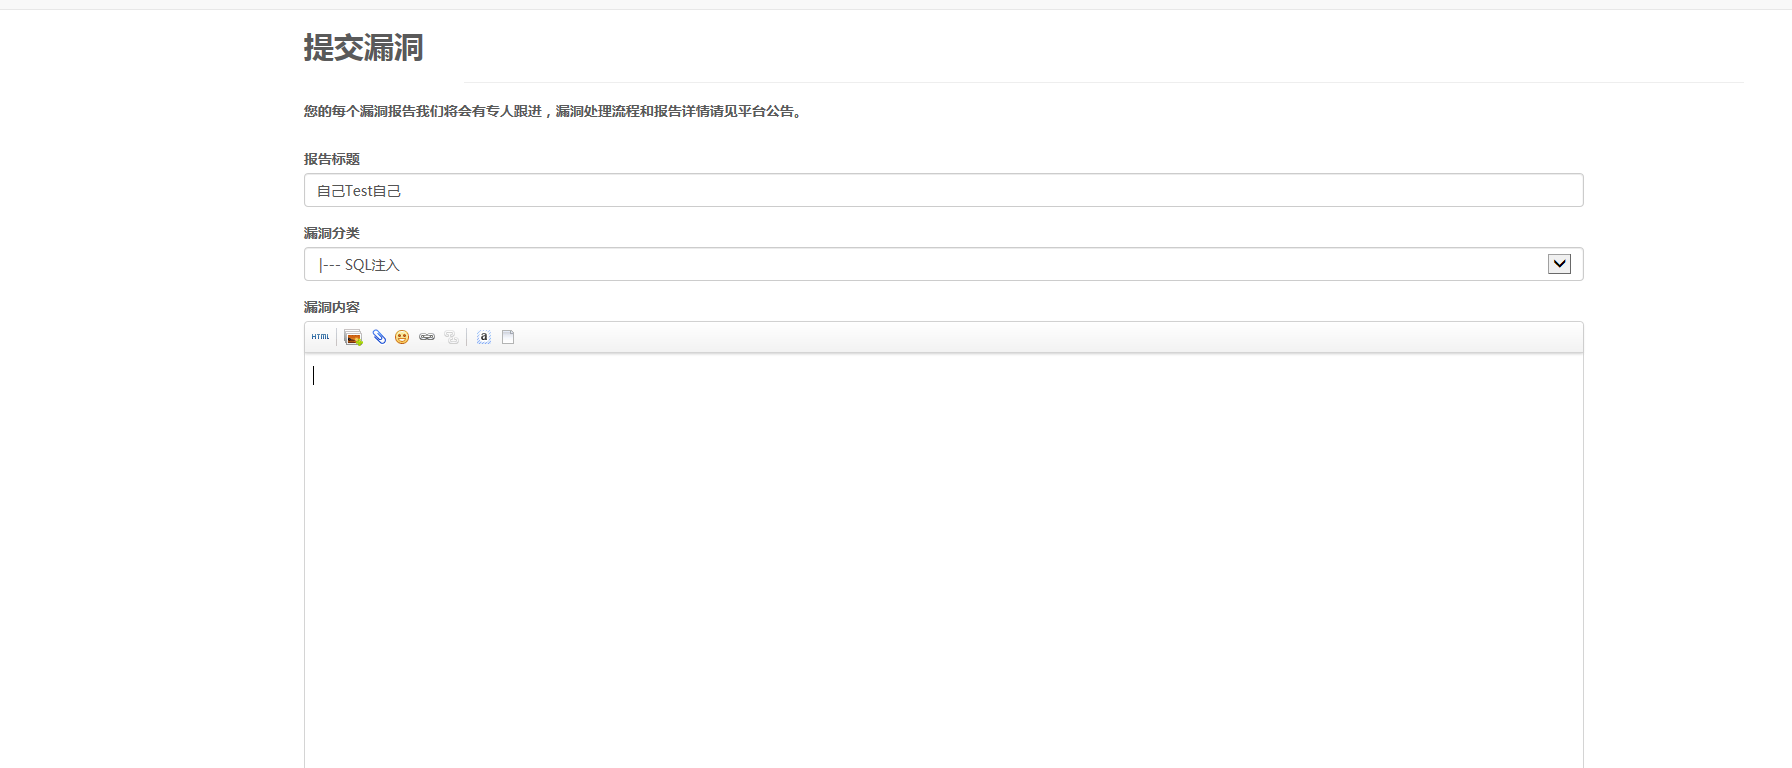 提交漏洞
您的每个漏洞报告我们将会有专人跟进，漏洞处理流程和报告详情请见平台公告。
报告标题
自己Test自己
漏洞分类
|--- SQL注入
漏洞内容
HTML
a